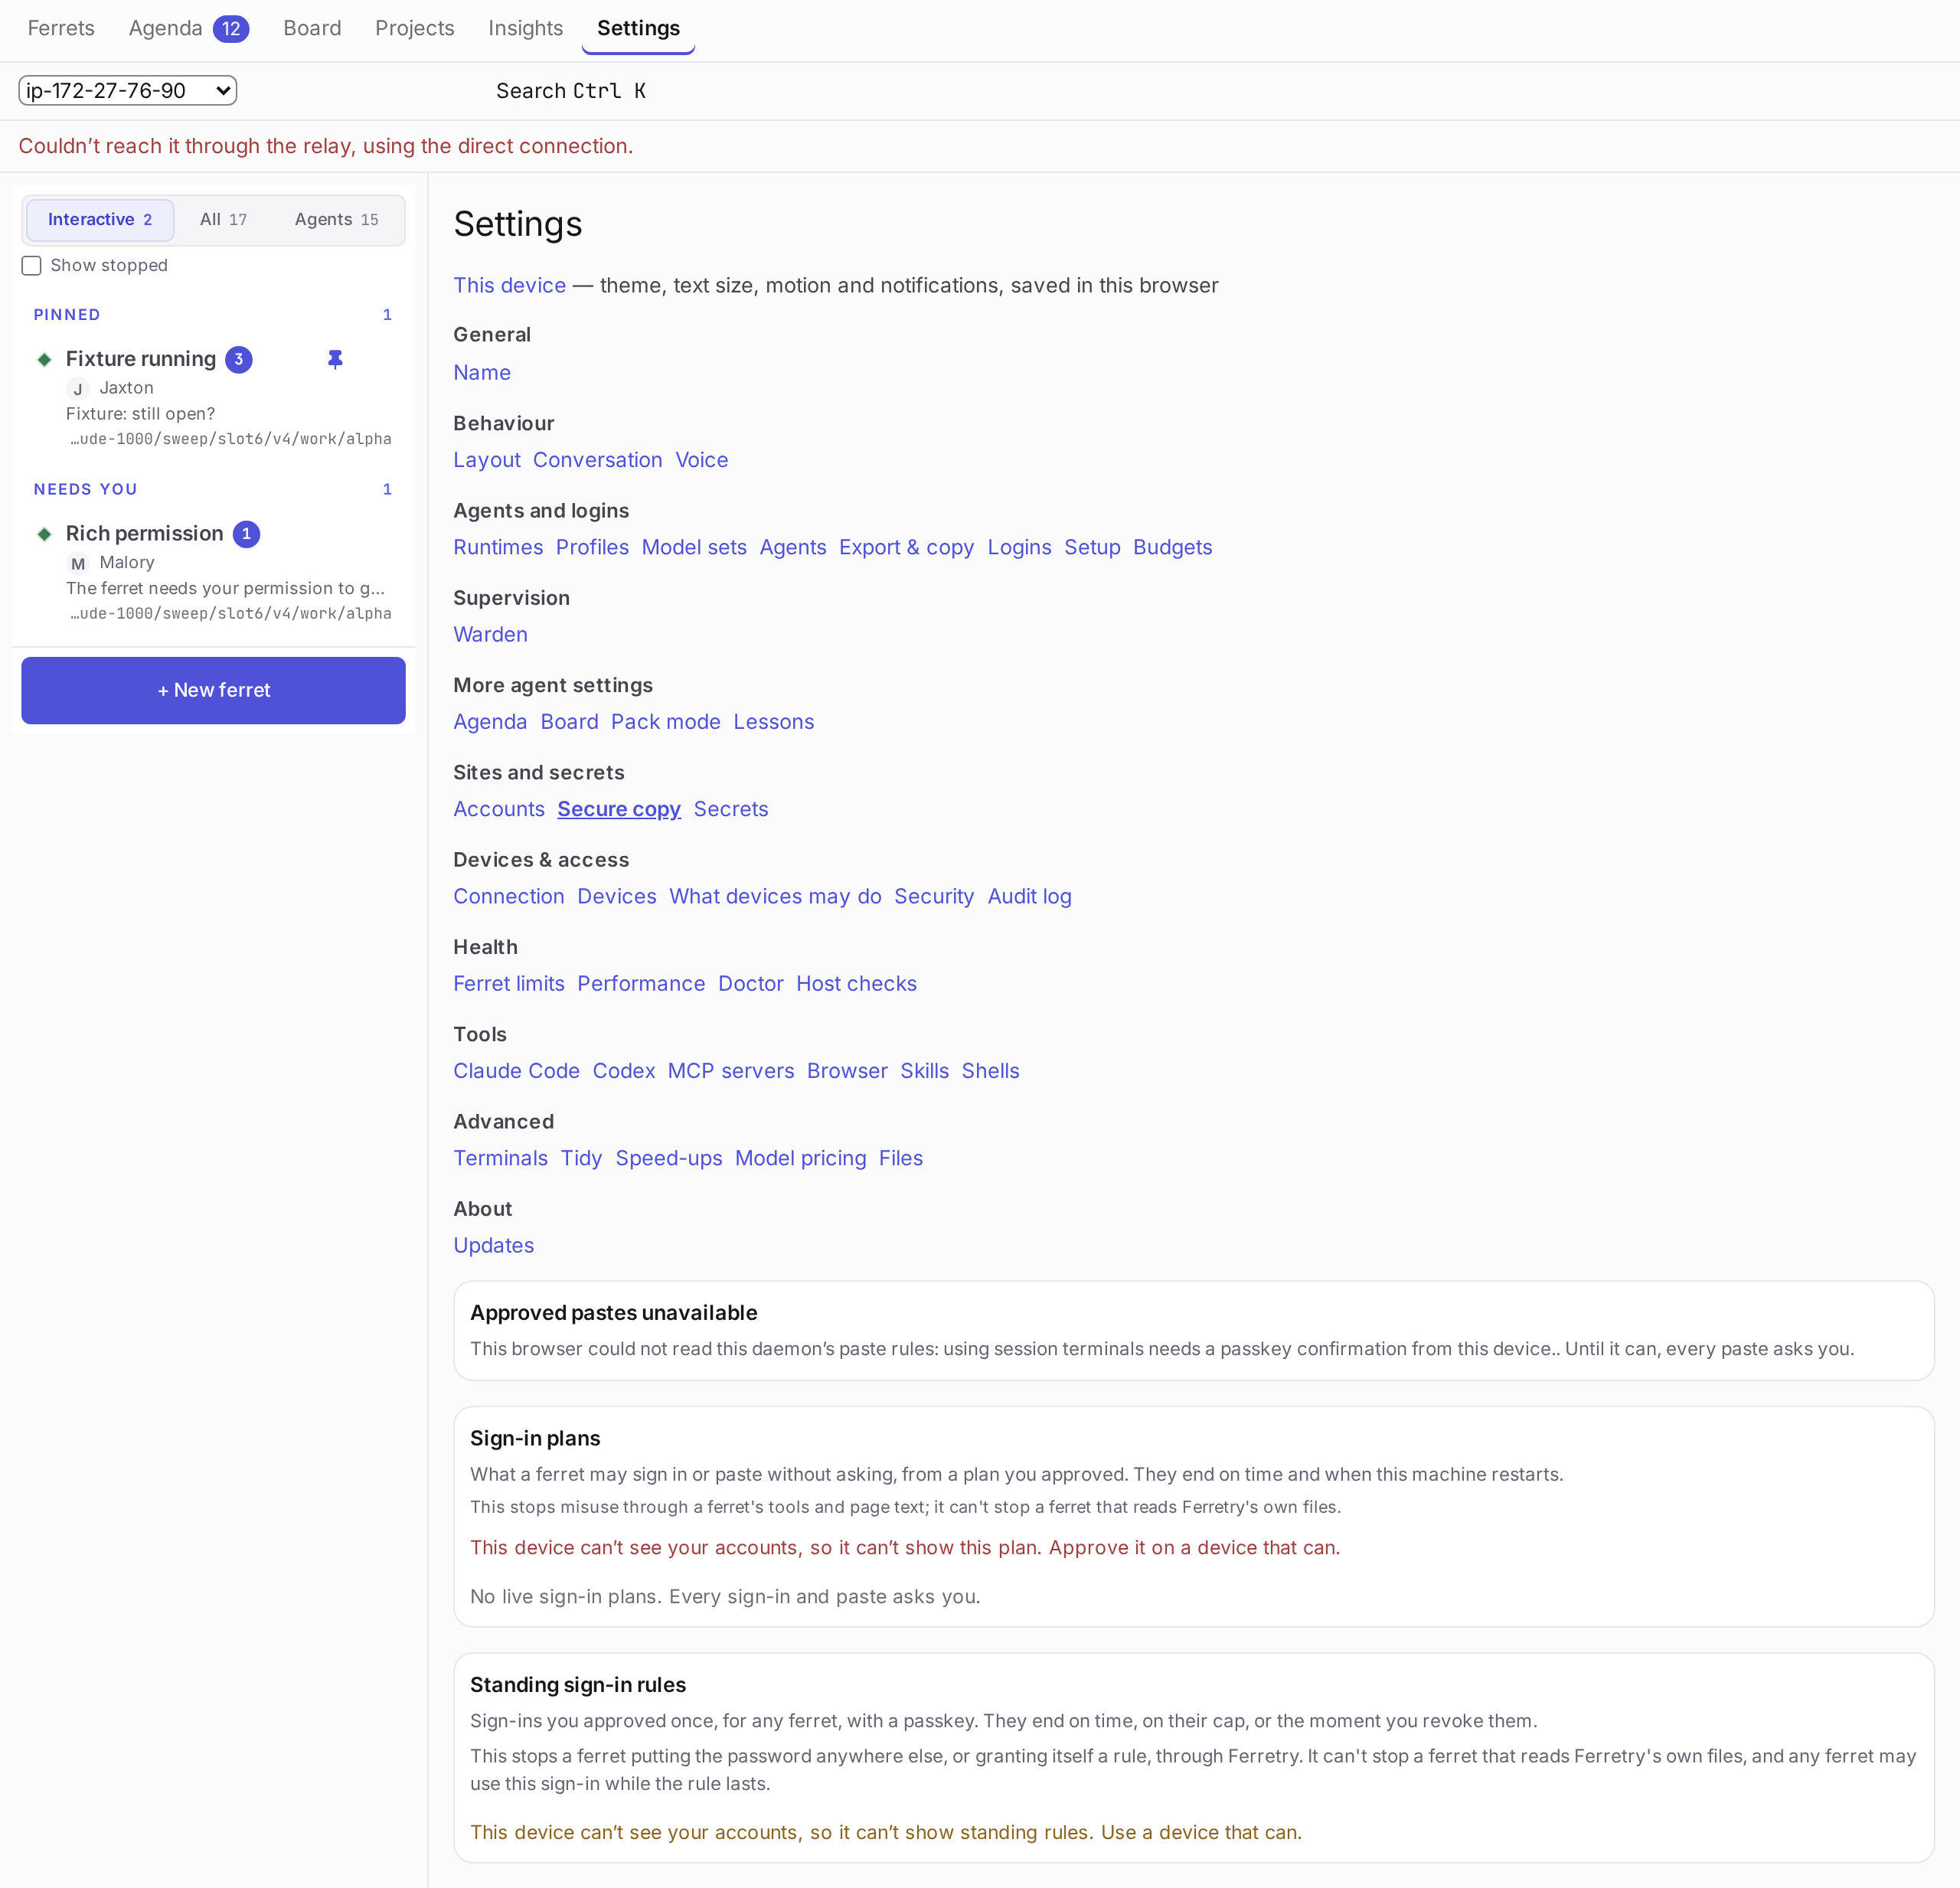 Ferrets Agenda 12 Board Projects Insights Settings
ip-172-27-76-90 Search Ctrl K
Couldn’t reach it through the relay, using the direct connection.
Interactive 2 All 17 Agents 15
Show stopped
PINNED 1
Fixture running 3
J Jaxton
Fixture: still open?
…ude-1000/sweep/slot6/v4/work/alpha
NEEDS YOU 1
Rich permission 1
M Malory
The ferret needs your permission to g…
…ude-1000/sweep/slot6/v4/work/alpha
+ New ferret
Settings
This device — theme, text size, motion and notifications, saved in this browser
General
Name
Behaviour
Layout Conversation Voice
Agents and logins
Runtimes Profiles Model sets Agents Export & copy Logins Setup Budgets
Supervision
Warden
More agent settings
Agenda Board Pack mode Lessons
Sites and secrets
Accounts Secure copy Secrets
Devices & access
Connection Devices What devices may do Security Audit log
Health
Ferret limits Performance Doctor Host checks
Tools
Claude Code Codex MCP servers Browser Skills Shells
Advanced
Terminals Tidy Speed-ups Model pricing Files
About
Updates
Approved pastes unavailable
This browser could not read this daemon’s paste rules: using session terminals needs a passkey confirmation from this device.. Until it can, every paste asks you.
Sign-in plans
What a ferret may sign in or paste without asking, from a plan you approved. They end on time and when this machine restarts.
This stops misuse through a ferret's tools and page text; it can't stop a ferret that reads Ferretry's own files.
This device can’t see your accounts, so it can’t show this plan. Approve it on a device that can.
No live sign-in plans. Every sign-in and paste asks you.
Standing sign-in rules
Sign-ins you approved once, for any ferret, with a passkey. They end on time, on their cap, or the moment you revoke them.
This stops a ferret putting the password anywhere else, or granting itself a rule, through Ferretry. It can't stop a ferret that reads Ferretry's own files, and any ferret may
use this sign-in while the rule lasts.
This device can’t see your accounts, so it can’t show standing rules. Use a device that can.